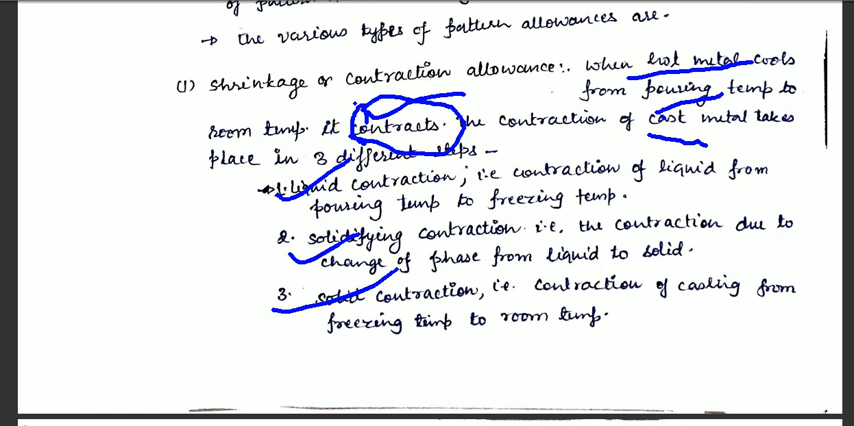 → the various types of pattern allowances are.
(1) Shrinkage or contraction allowance:. When hot metal cools
from pouring temp to
room temp. it contracts. The contraction of cast metal takes
place in 3 different steps -
→ 1. liquid contraction; i.e contraction of liquid from
pouring temp to freezing temp.
2. solidifying contraction i.e, the contraction due to
change of phase from liquid to solid.
3. solid contraction, i.e. contraction of casting from
freezing temp to room temp.